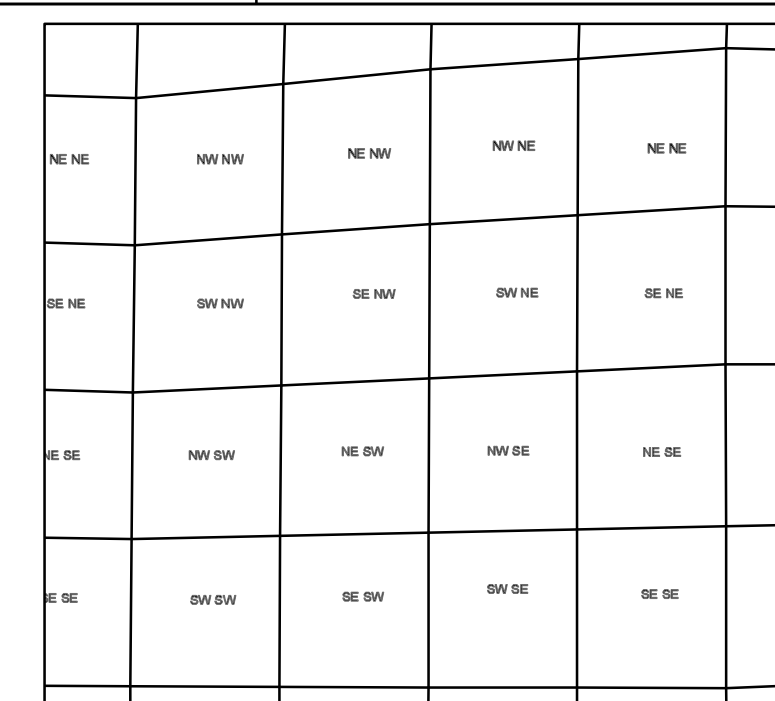 NE NE
NW NW
NE NW
NW NE
NE NE
SE NE
SW NW
SE NW
SW NE
SE NE
NE SE
NW SW
NE SW
NW SE
NE SE
SE SE
SW SW
SE SW
SW SE
SE SE